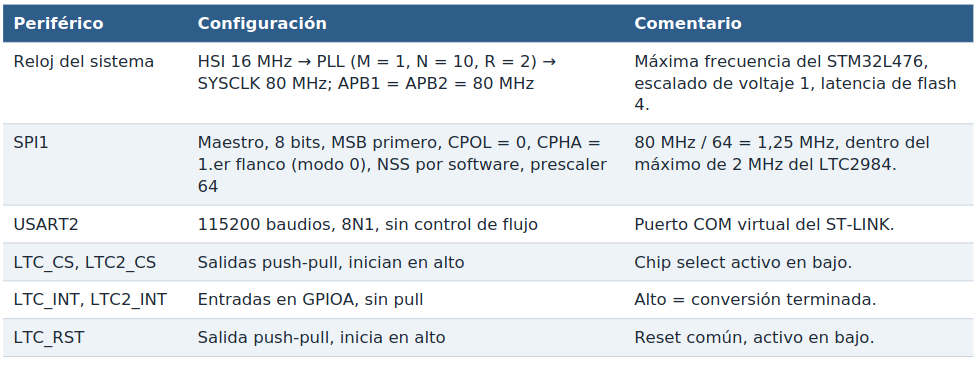 Periférico Configuración Comentario
Reloj del sistema HSI 16 MHz → PLL (M = 1, N = 10, R = 2) → Máxima frecuencia del STM32L476,
SYSCLK 80 MHz; APB1 = APB2 = 80 MHz escalado de voltaje 1, latencia de flash
4.
SPI1 Maestro, 8 bits, MSB primero, CPOL = 0, CPHA = 80 MHz / 64 = 1,25 MHz, dentro del
1.er flanco (modo 0), NSS por software, prescaler máximo de 2 MHz del LTC2984.
64
USART2 115200 baudios, 8N1, sin control de flujo Puerto COM virtual del ST-LINK.
LTC_CS, LTC2_CS Salidas push-pull, inician en alto Chip select activo en bajo.
LTC_INT, LTC2_INT Entradas en GPIOA, sin pull Alto = conversión terminada.
LTC_RST Salida push-pull, inicia en alto Reset común, activo en bajo.